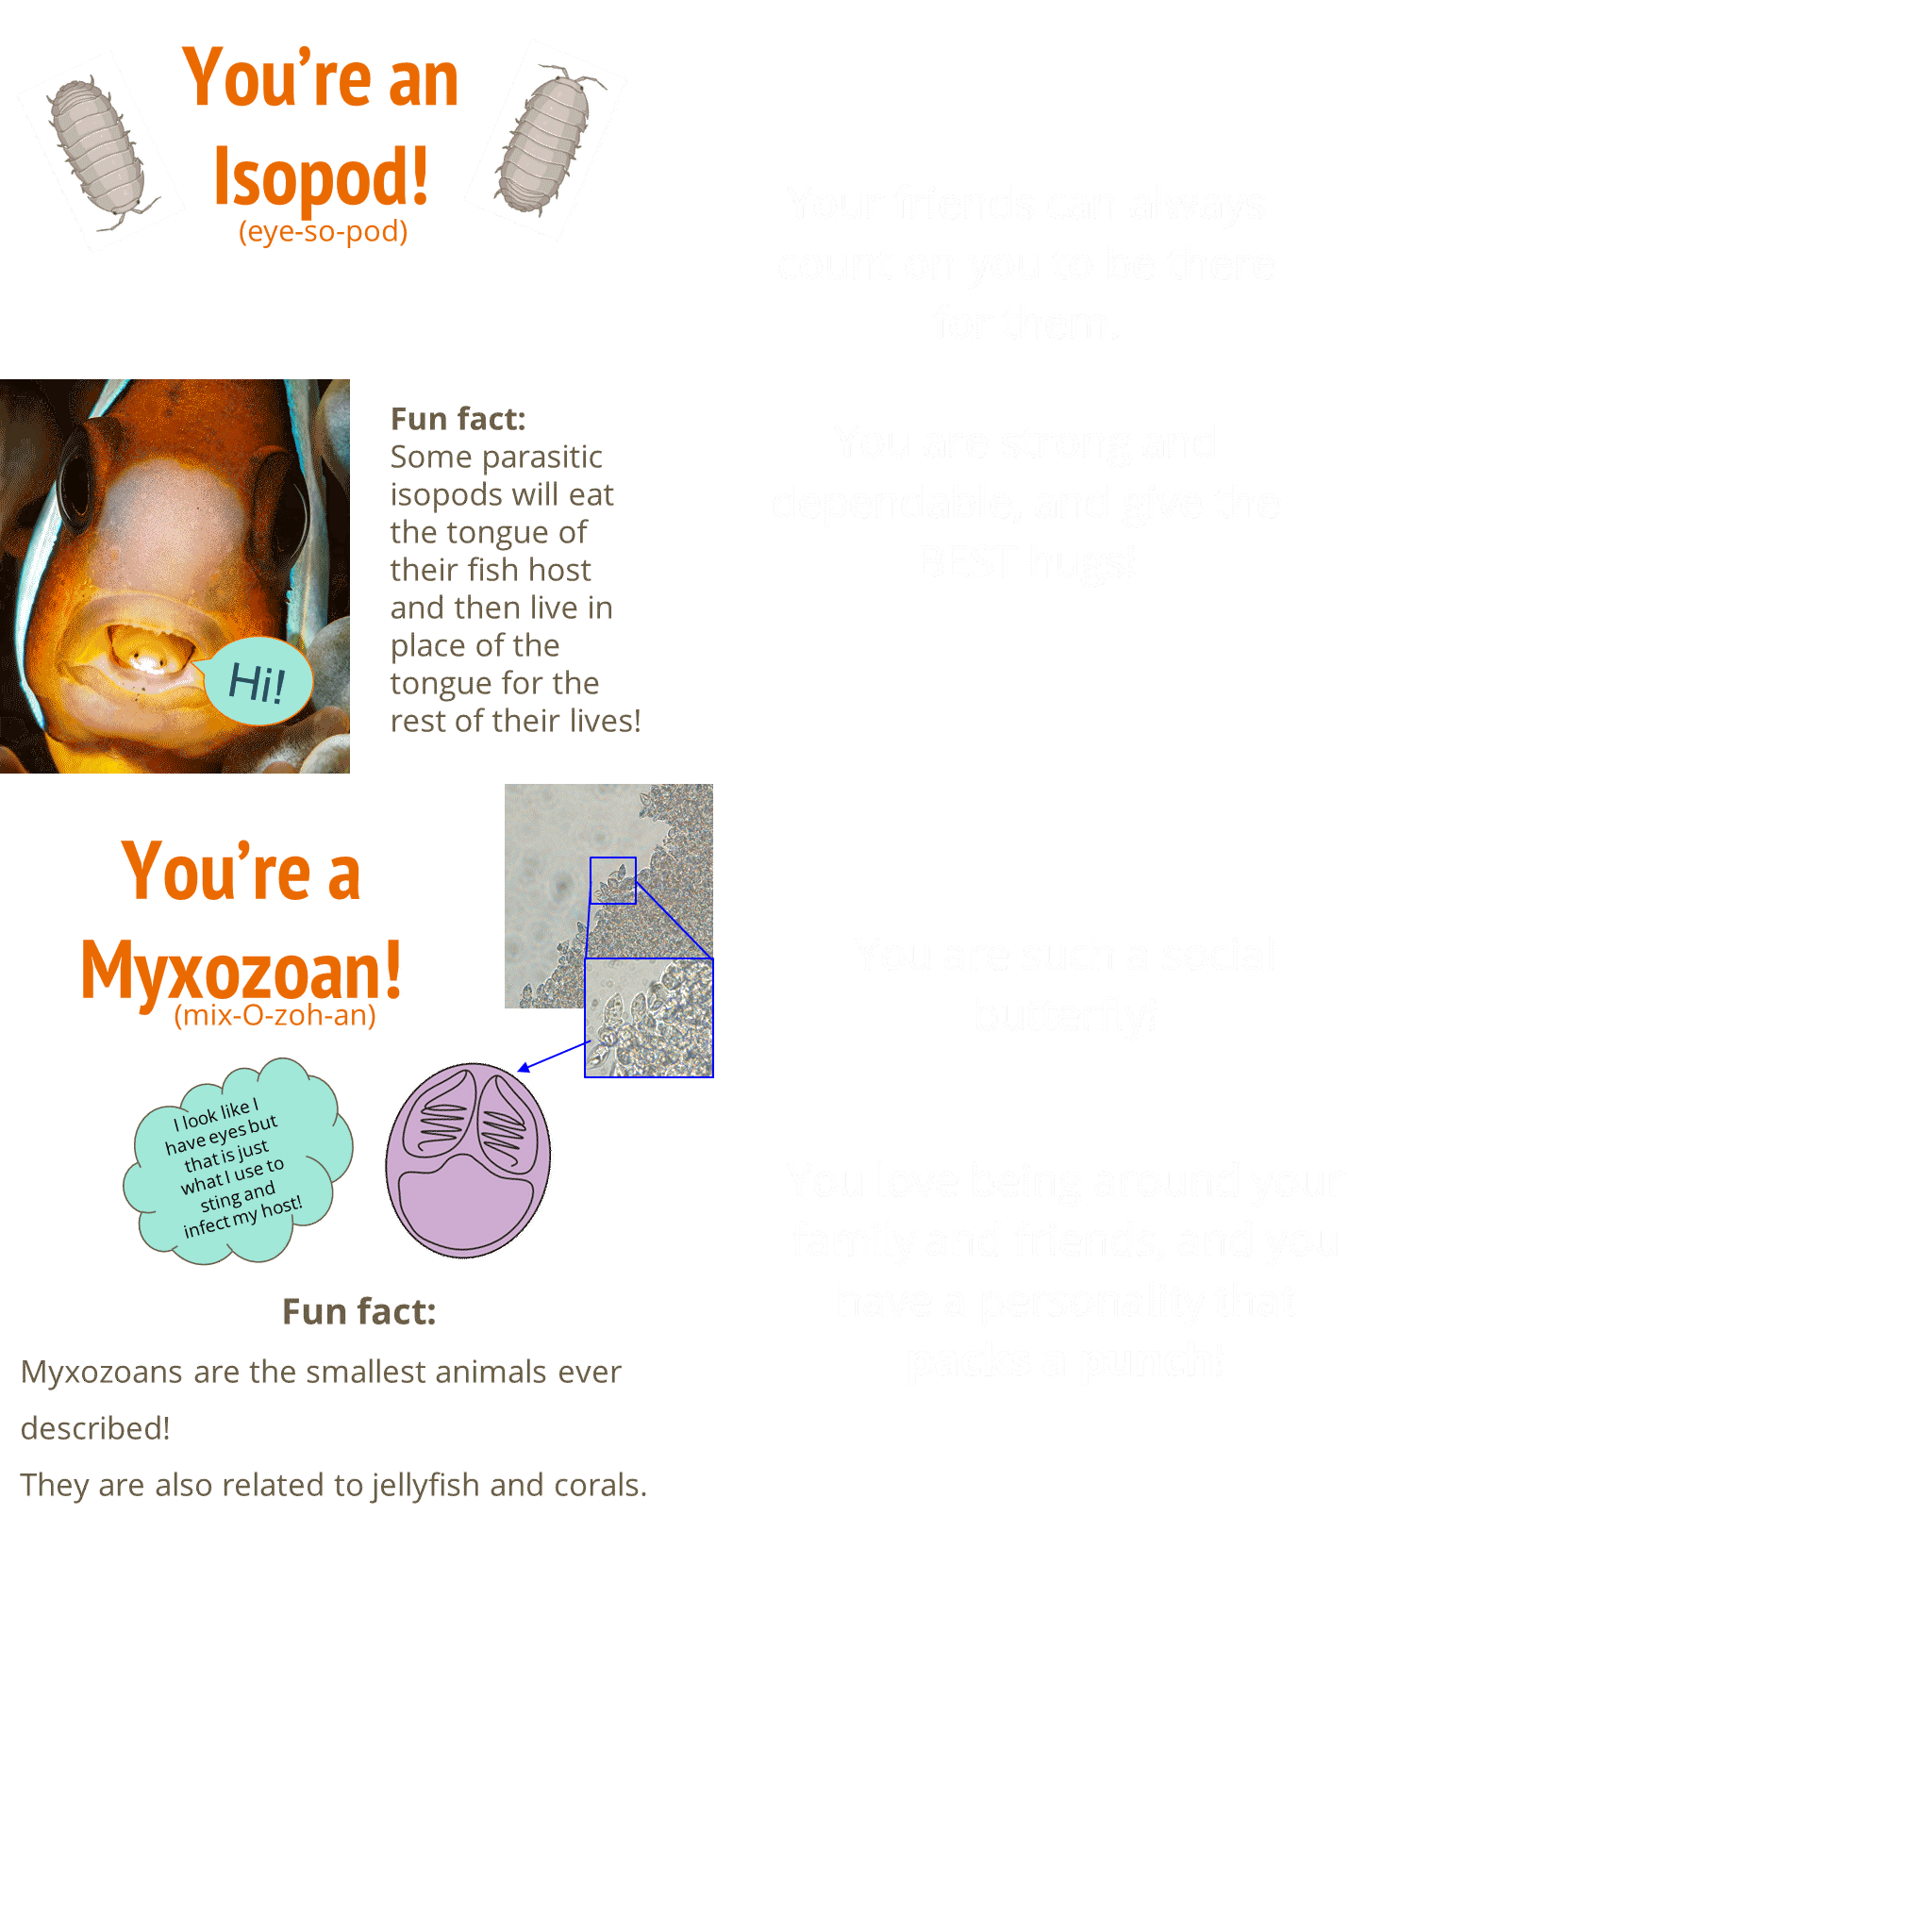 You're an
Isopod!
(eye-so-pod)
Your friends can always
count on you to be there
for them.
Fun fact:
Some parasitic
isopods will eat
the tongue of
their fish host
and then live in
place of the
tongue for the
rest of their lives!
Hi!
You are strong and
dependable, and give the
BEST hugs!
You're a
Myxozoan!
(mix-O-zoh-an)
You are such a social
butterfly!
I look like I
have eyes but
that is just
what I use to
sting and
infect my host!
You love being around your
family and friends, and you
have a personality that
packs a punch!
Fun fact:
Myxozoans are the smallest animals ever
described!
They are also related to jellyfish and corals.